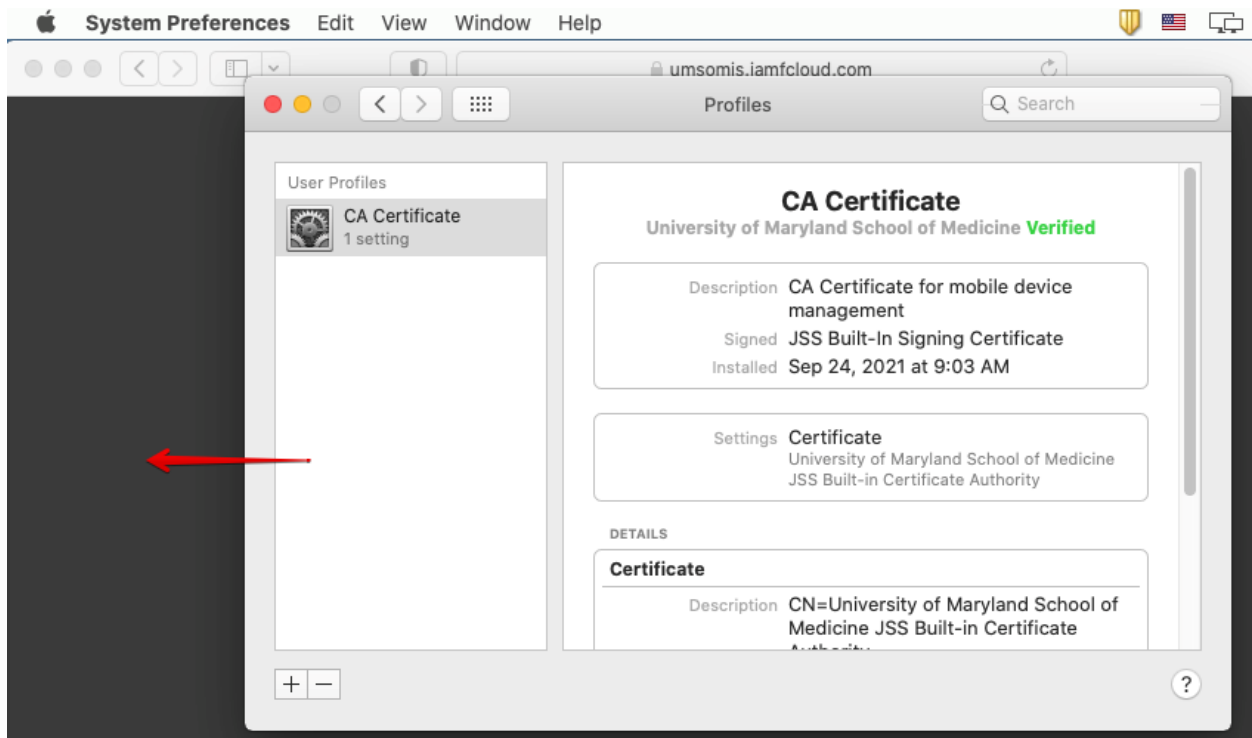 System Preferences Edit View Window Help
umsomis.iamfcloud.com
Profiles
Search
User Profiles
CA Certificate
1 setting
CA Certificate
University of Maryland School of Medicine Verified
Description CA Certificate for mobile device
management
Signed JSS Built-In Signing Certificate
Installed Sep 24, 2021 at 9:03 AM
Settings Certificate
University of Maryland School of Medicine
JSS Built-in Certificate Authority
DETAILS
Certificate
Description CN=University of Maryland School of
Medicine JSS Built-in Certificate
+ − ?